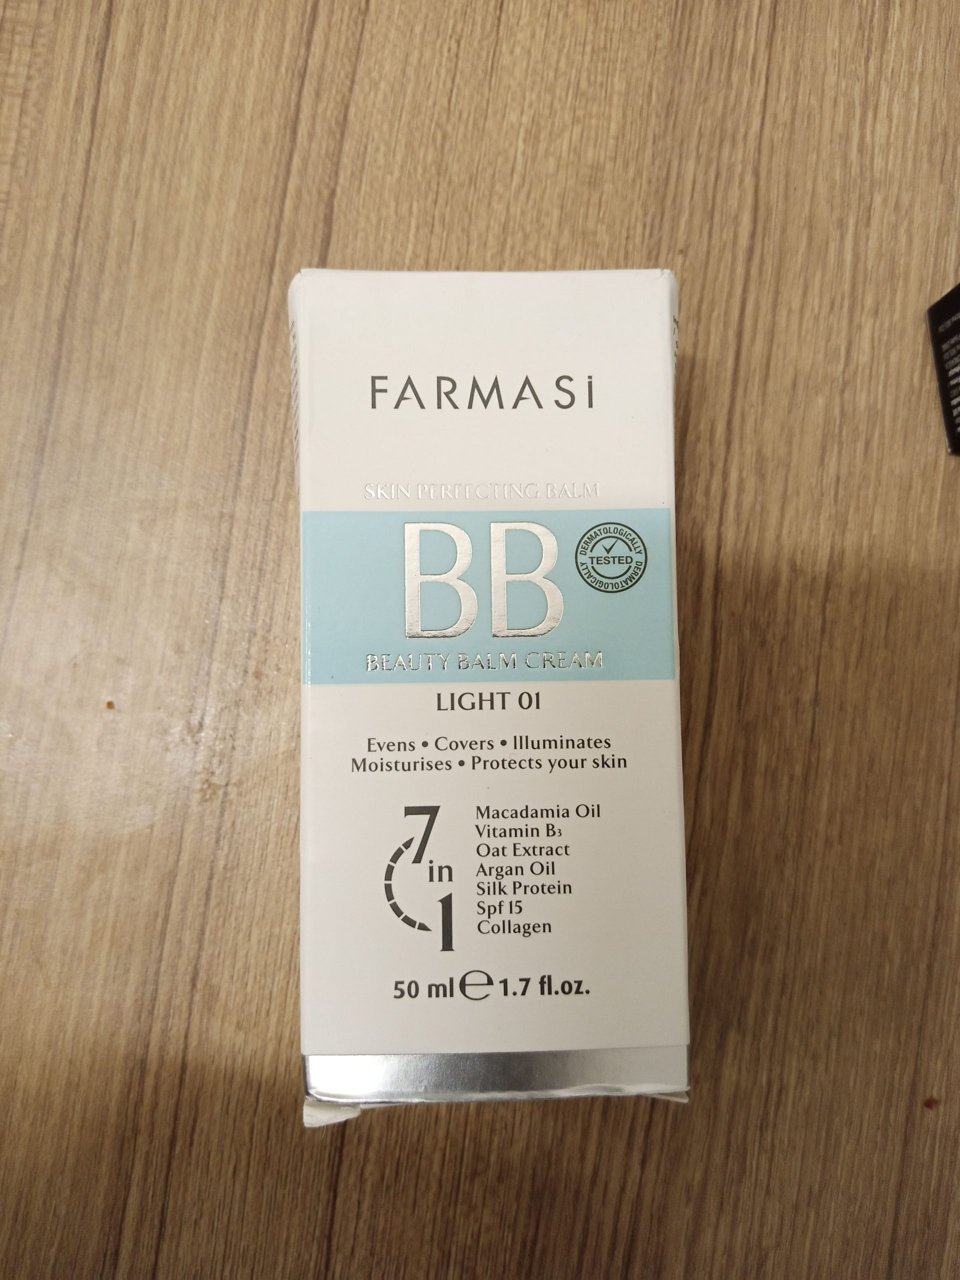 FARMASi
SKIN PERFECTING BALM
BB
DERMATOLOGICALLY
TESTED
DERMATOLOGICALLY
BEAUTY BALM CREAM
LIGHT 01
Evens • Covers • Illuminates
Moisturises • Protects your skin
7 in 1
Macadamia Oil
Vitamin B3
Oat Extract
Argan Oil
Silk Protein
Spf 15
Collagen
50 ml ℮ 1.7 fl.oz.